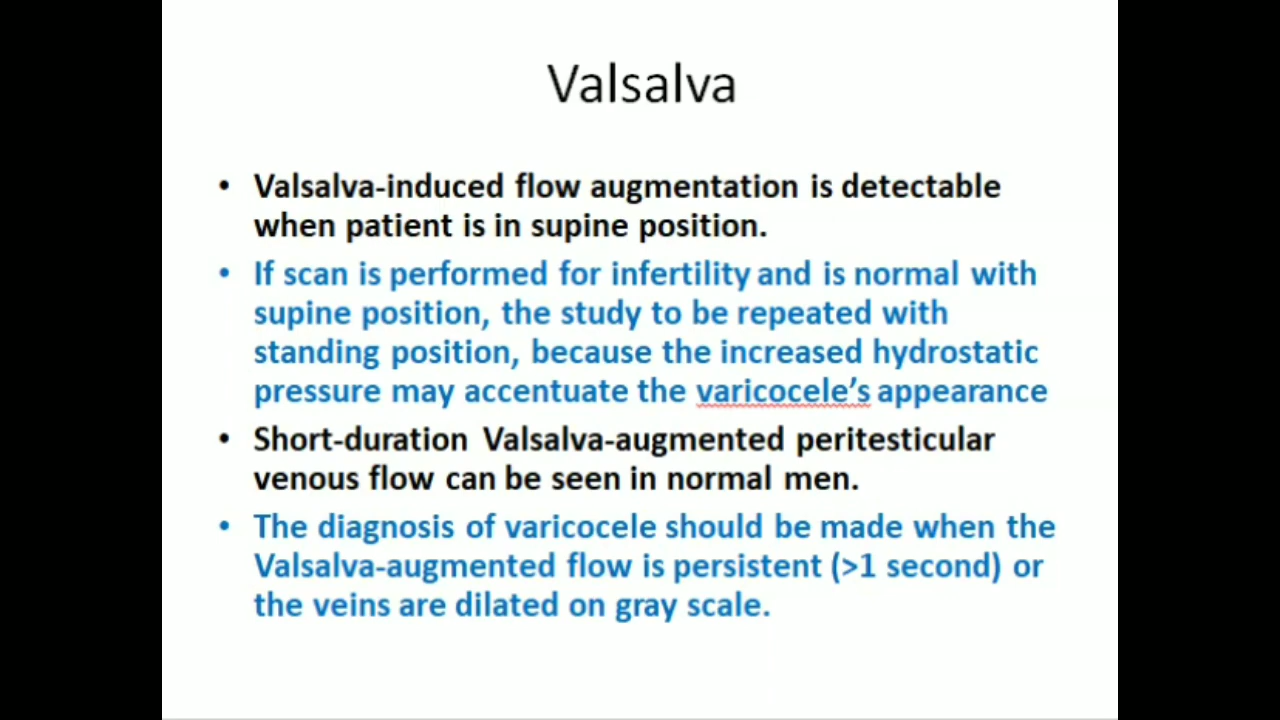 Valsalva
• Valsalva-induced flow augmentation is detectable
when patient is in supine position.
• If scan is performed for infertility and is normal with
supine position, the study to be repeated with
standing position, because the increased hydrostatic
pressure may accentuate the varicocele’s appearance
• Short-duration Valsalva-augmented peritesticular
venous flow can be seen in normal men.
• The diagnosis of varicocele should be made when the
Valsalva-augmented flow is persistent (>1 second) or
the veins are dilated on gray scale.